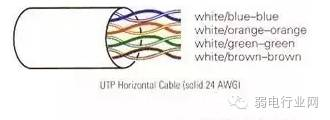 white/blue–blue
white/orange–orange
white/green–green
white/brown–brown
UTP Horizontal Cable (solid 24 AWG)
弱电行业网